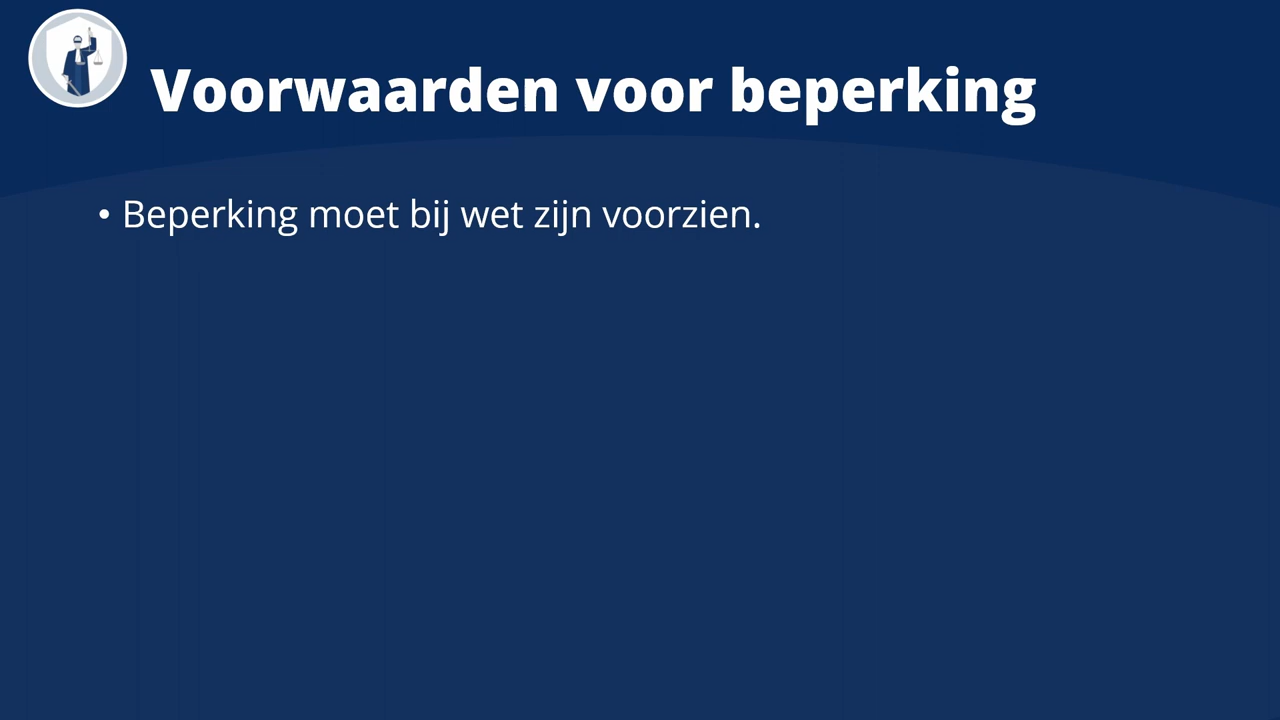 Voorwaarden voor beperking
• Beperking moet bij wet zijn voorzien.